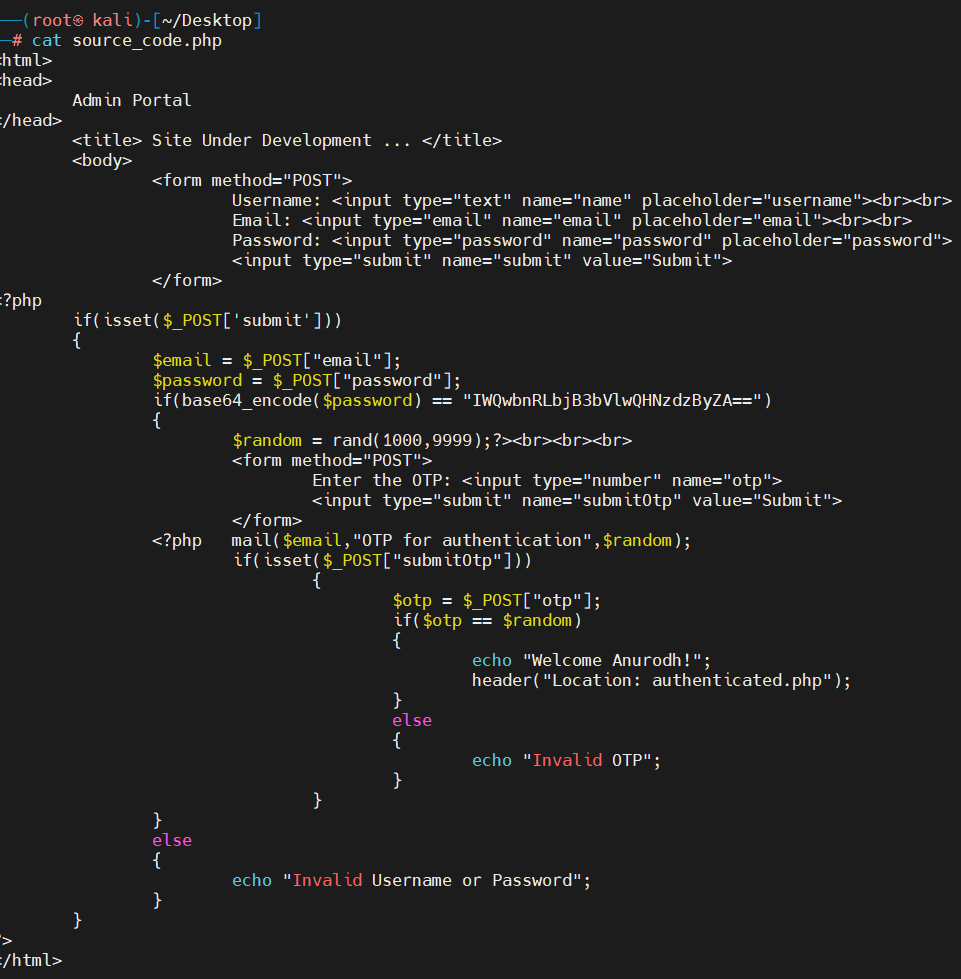 ──(root㉿ kali)-[~/Desktop]
─# cat source_code.php
<html>
<head>
        Admin Portal
</head>
        <title> Site Under Development ... </title>
        <body>
                <form method="POST">
                        Username: <input type="text" name="name" placeholder="username"><br><br>
                        Email: <input type="email" name="email" placeholder="email"><br><br>
                        Password: <input type="password" name="password" placeholder="password">
                        <input type="submit" name="submit" value="Submit">
                </form>
<?php
        if(isset($_POST['submit']))
        {
                $email = $_POST["email"];
                $password = $_POST["password"];
                if(base64_encode($password) == "IWQwbnRLbjB3bVlwQHNzdzByZA==")
                {
                        $random = rand(1000,9999);?><br><br><br>
                        <form method="POST">
                                Enter the OTP: <input type="number" name="otp">
                                <input type="submit" name="submitOtp" value="Submit">
                        </form>
                <?php   mail($email,"OTP for authentication",$random);
                        if(isset($_POST["submitOtp"]))
                                {
                                        $otp = $_POST["otp"];
                                        if($otp == $random)
                                        {
                                                echo "Welcome Anurodh!";
                                                header("Location: authenticated.php");
                                        }
                                        else
                                        {
                                                echo "Invalid OTP";
                                        }
                                }
                }
                else
                {
                        echo "Invalid Username or Password";
                }
        }
?>
</html>